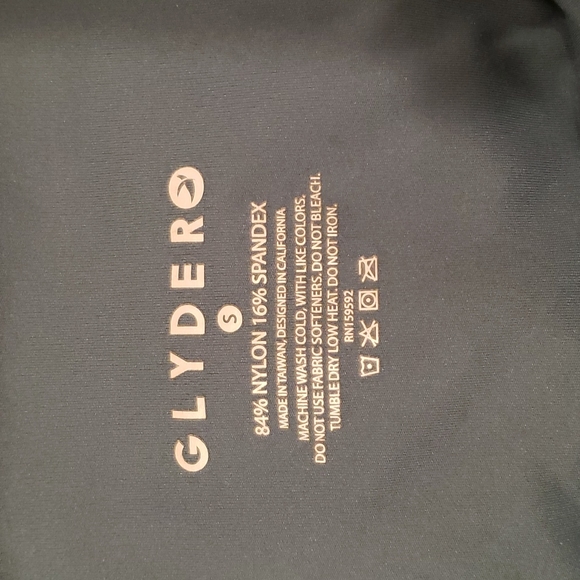 GLYDER
S
84% NYLON 16% SPANDEX
MADE IN TAIWAN, DESIGNED IN CALIFORNIA
MACHINE WASH COLD, WITH LIKE COLORS.
DO NOT USE FABRIC SOFTENERS. DO NOT BLEACH.
TUMBLE DRY LOW HEAT. DO NOT IRON.
RN159592